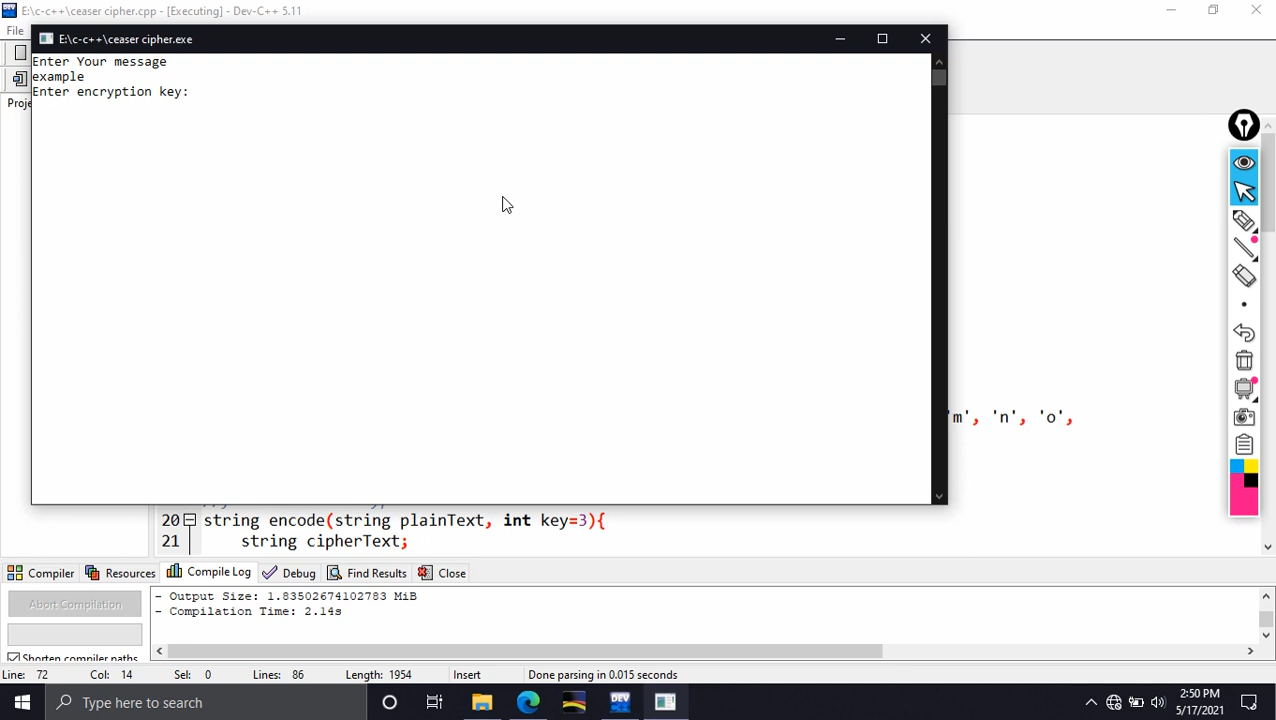 E:\c-c++\ceaser cipher.cpp - [Executing] - Dev-C++ 5.11
File
E:\c-c++\ceaser cipher.exe
Enter Your message
example
Enter encryption key:
Proje
'm', 'n', 'o',
20 string encode(string plainText, int key=3){
21 string cipherText;
Compiler Resources Compile Log Debug Find Results Close
Abort Compilation
- Output Size: 1.83502674102783 MiB
- Compilation Time: 2.14s
Shorten compiler paths
Line: 72 Col: 14 Sel: 0 Lines: 86 Length: 1954 Insert Done parsing in 0.015 seconds
Type here to search
DEV
2:50 PM
5/17/2021